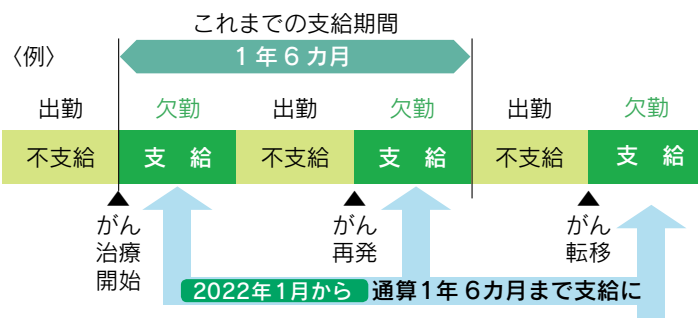 これまでの支給期間
〈例〉
1年6カ月
出勤 欠勤 出勤 欠勤 出勤 欠勤
不支給 支 給 不支給 支 給 不支給 支 給
がん
治療
開始
がん
再発
がん
転移
2022年1月から 通算1年6カ月まで支給に